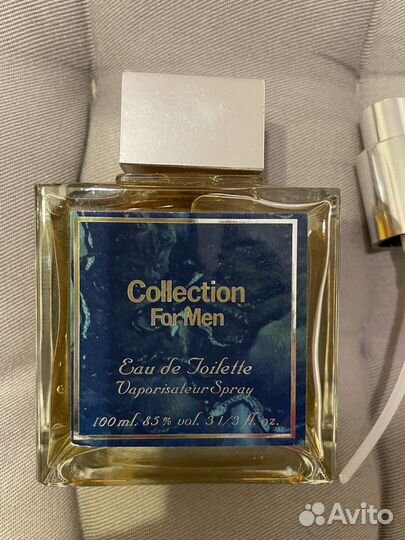 Collection
For Men
Eau de Toilette
Vaporisateur Spray
100 ml. 85% vol. 3 1/3 fl. oz.
Avito